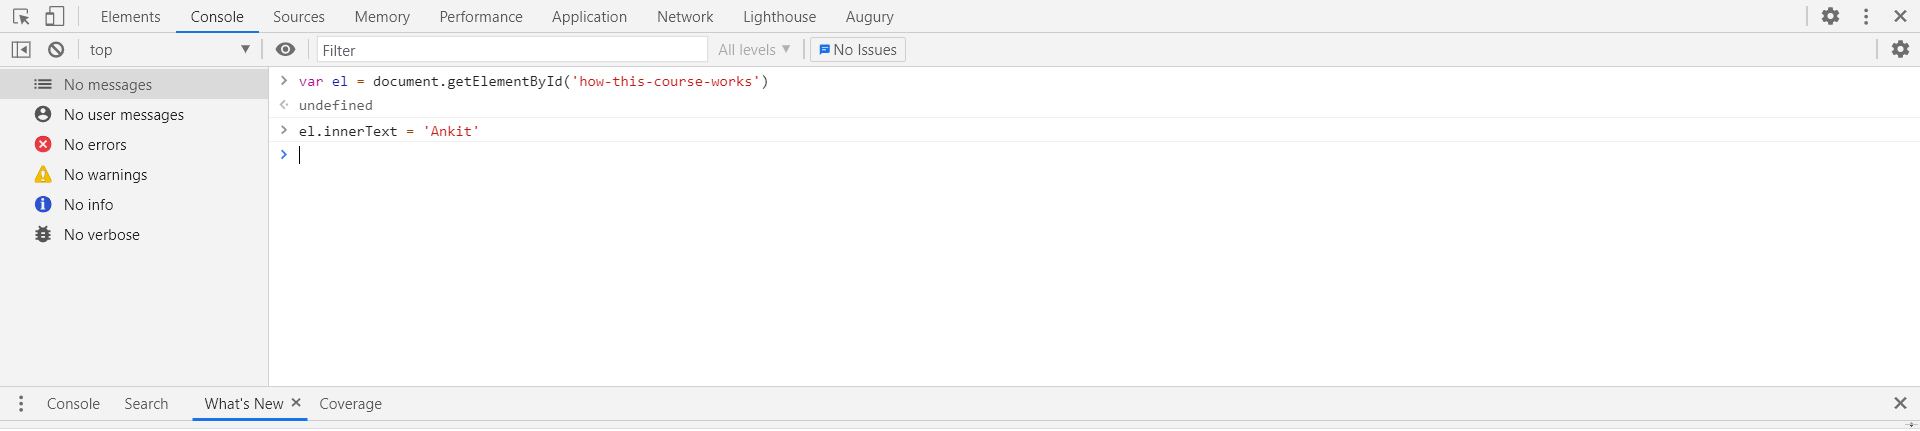 Elements Console Sources Memory Performance Application Network Lighthouse Augury
top Filter All levels No Issues
No messages
No user messages
No errors
No warnings
No info
No verbose
var el = document.getElementById('how-this-course-works')
undefined
el.innerText = 'Ankit'
Console Search What's New Coverage